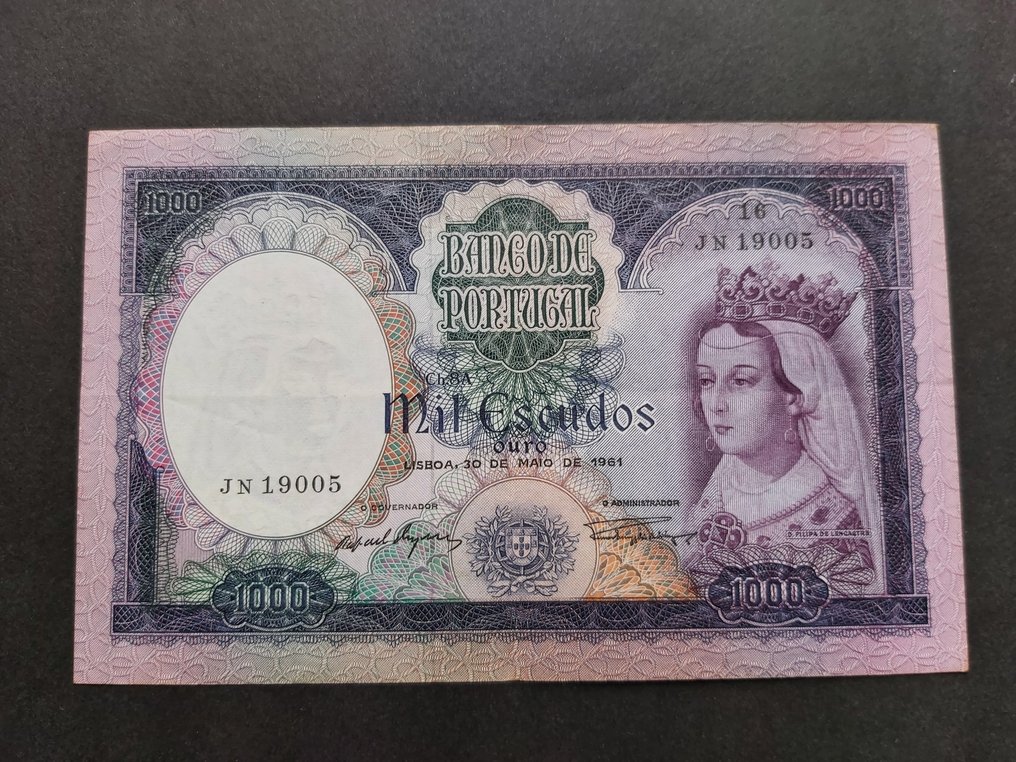 1000
1000
16
JN 19005
BANCO DE
PORTUGAL
Ch.8A
Mil Escudos
ouro
LISBOA, 30 DE MAIO DE 1961
JN 19005
O GOVERNADOR
O ADMINISTRADOR
D. FILIPA DE LENCASTRE
1000
1000